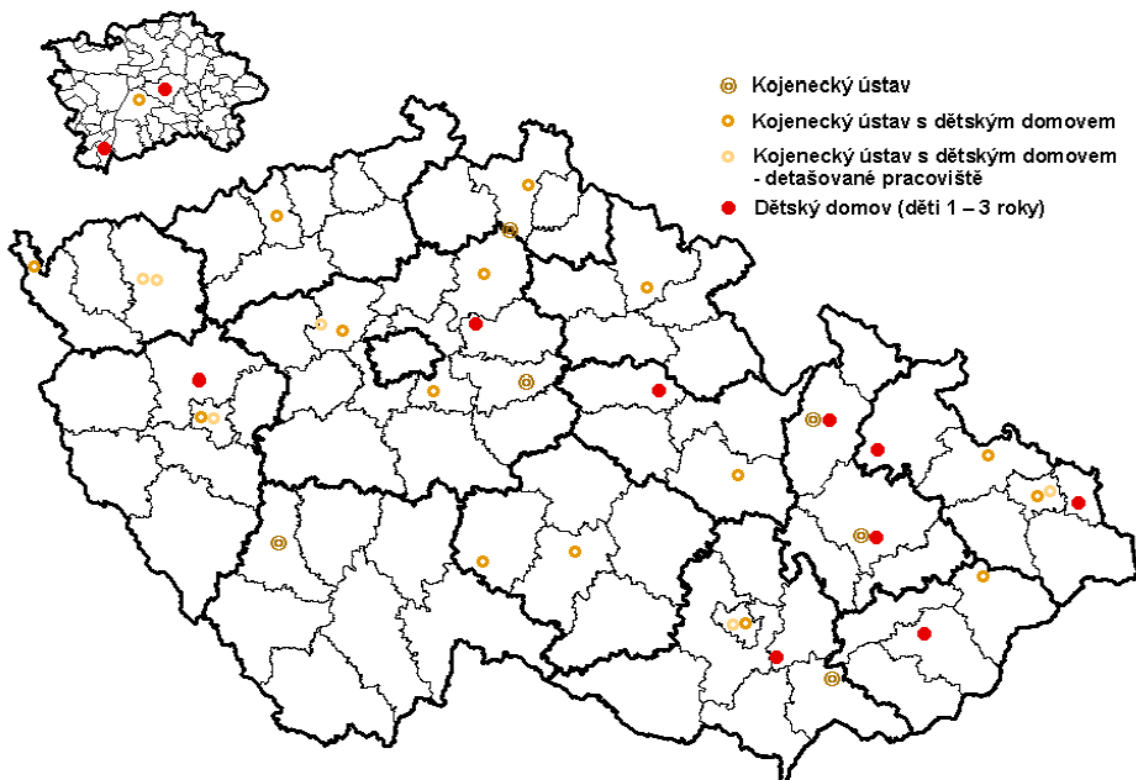 Kojenecký ústav
Kojenecký ústav s dětským domovem
Kojenecký ústav s dětským domovem
- detašované pracoviště
Dětský domov (děti 1 – 3 roky)